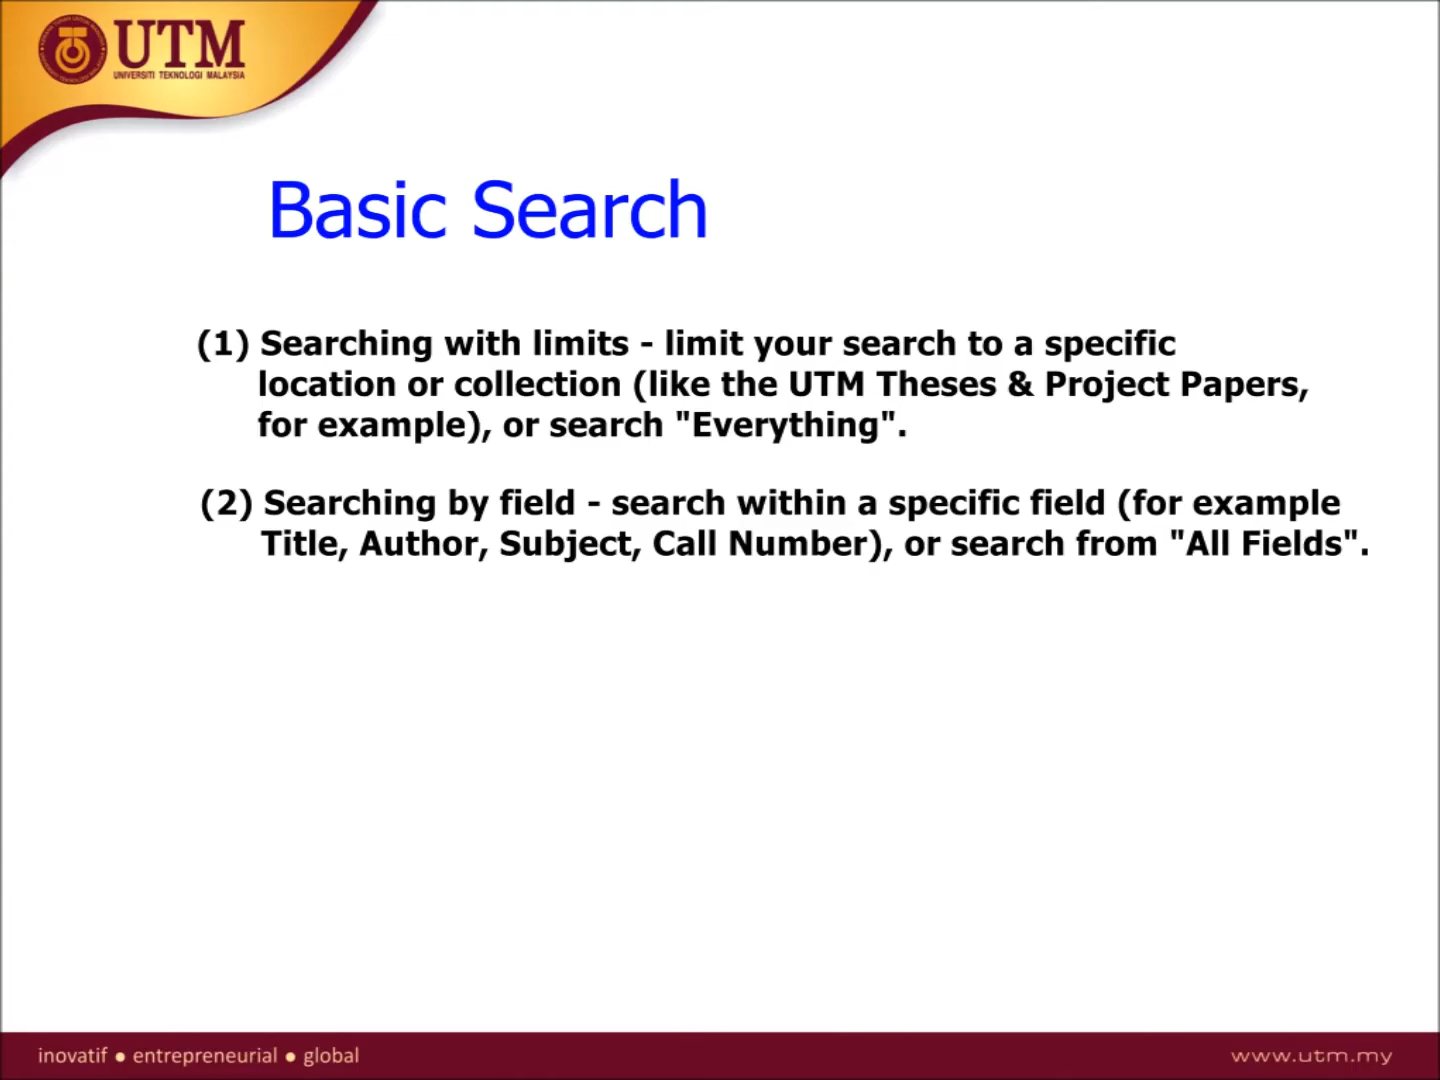 UTM
UNIVERSITI TEKNOLOGI MALAYSIA
Basic Search
(1) Searching with limits - limit your search to a specific
location or collection (like the UTM Theses & Project Papers,
for example), or search "Everything".
(2) Searching by field - search within a specific field (for example
Title, Author, Subject, Call Number), or search from "All Fields".
inovatif ● entrepreneurial ● global
www.utm.my